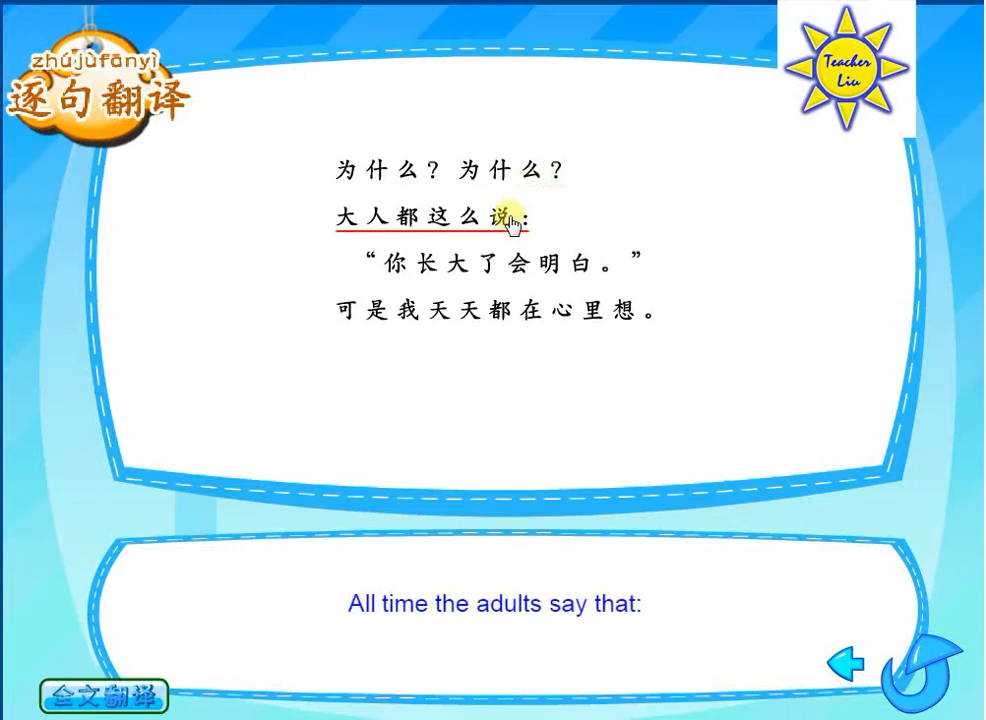 zhújùfānyì
逐句翻译
Teacher
Liu
为什么？为什么？
大人都这么说：
“你长大了会明白。”
可是我天天都在心里想。
All time the adults say that:
全文翻译